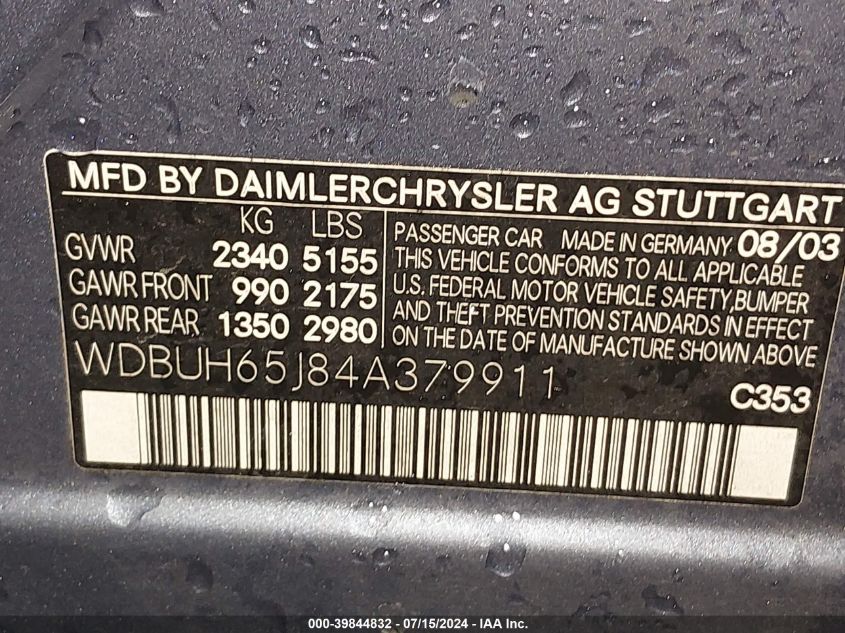 MFD BY DAIMLERCHRYSLER AG STUTTGART
KG LBS
GVWR 2340 5155
GAWR FRONT 990 2175
GAWR REAR 1350 2980
PASSENGER CAR MADE IN GERMANY 08/03
THIS VEHICLE CONFORMS TO ALL APPLICABLE
U.S. FEDERAL MOTOR VEHICLE SAFETY, BUMPER
AND THEFT PREVENTION STANDARDS IN EFFECT
ON THE DATE OF MANUFACTURE SHOWN ABOVE
WDBUH65J84A379911
C353
000-39844832 - 07/15/2024 - IAA Inc.